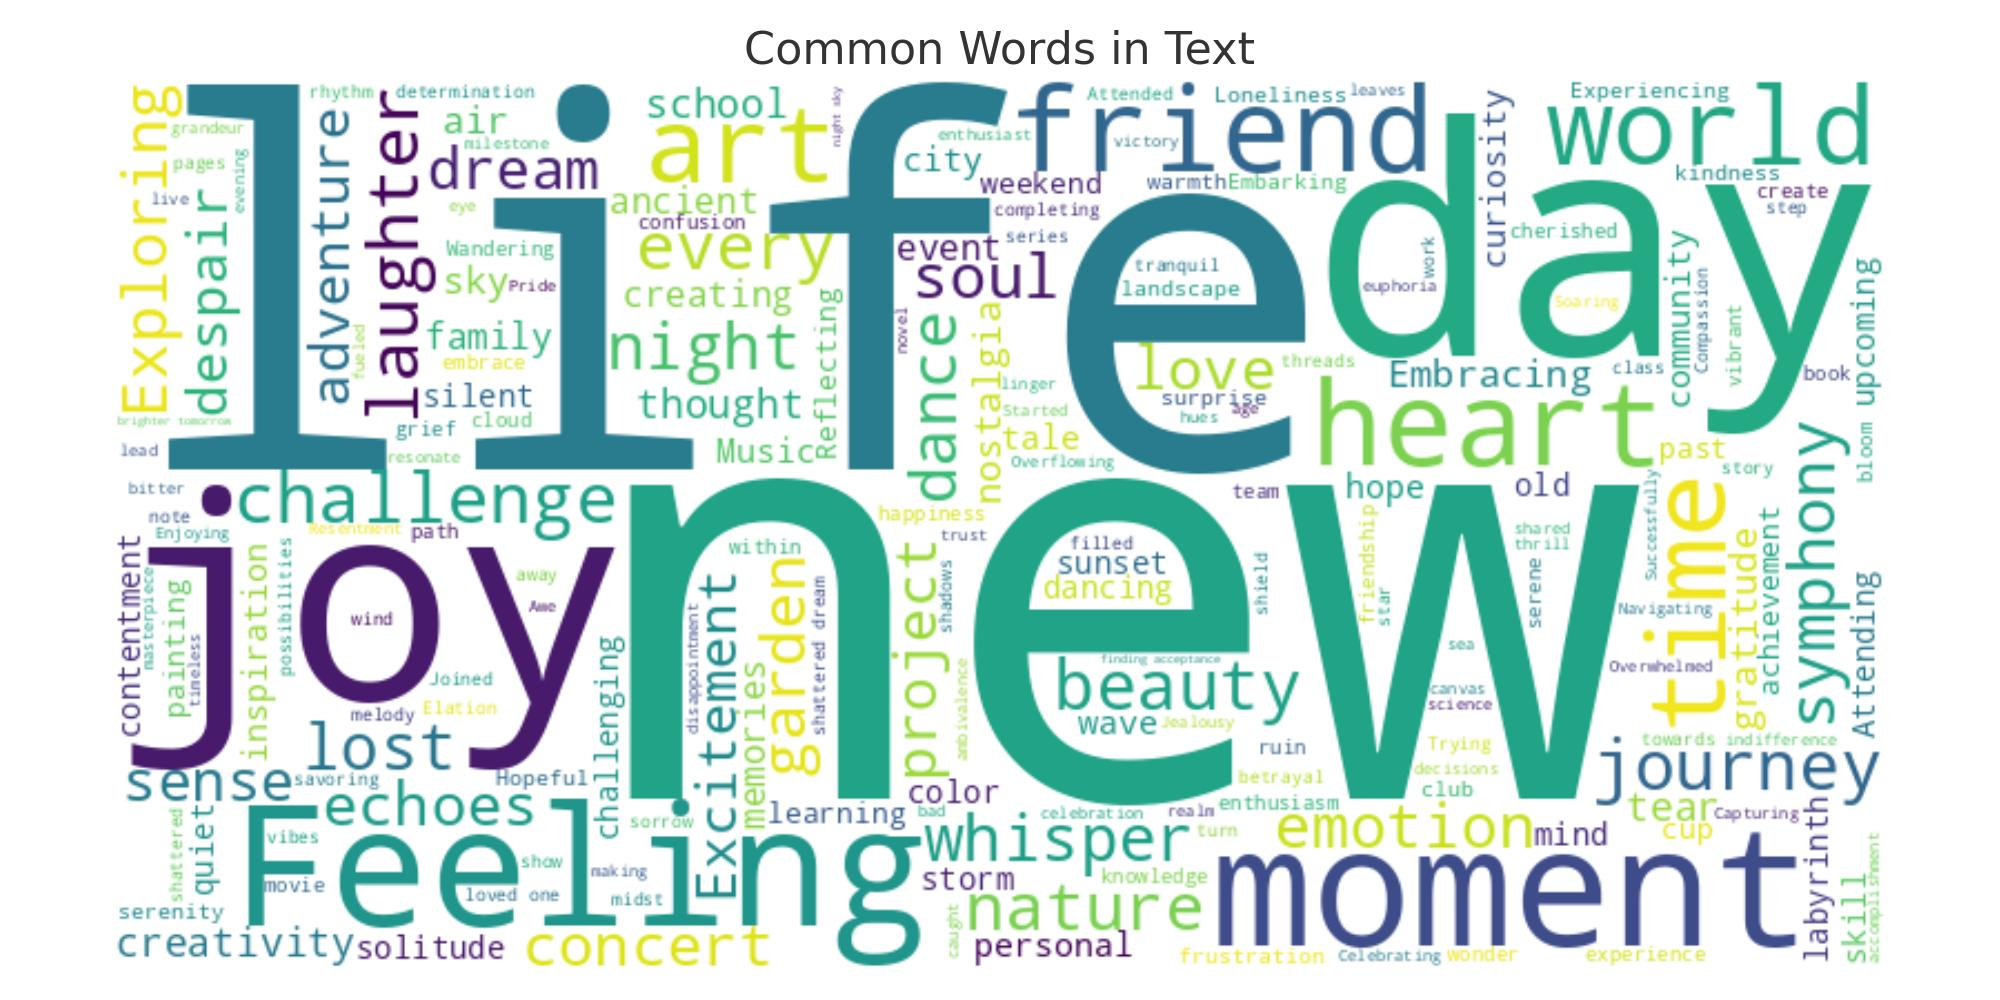 Common Words in Text
life
new
day
joy
Feeling
moment
friend
world
heart
art
time
Exploring
despair
adventure
laughter
dream
school
air
rhythm
determination
grandeur
pages
evening
live
milestone
eye
Wandering
sky
Pride
family
embrace
fueled
silent
grief
cloud
brighter tomorrow
lead
resonate
night sky
ancient
confusion
every
creating
night
thought
Music
Reflecting
enthusiast
city
weekend
completing
series
event
soul
novel
dance
nostalgia
linger
Started
tale
Overflowing
happiness
Attended
victory
Loneliness
leaves
warmth
Embarking
curiosity
Experiencing
kindness
create
step
cherished
tranquil
landscape
euphoria
work
Soaring
community
Compassion
vibrant
upcoming
love
threads
surprise
age
hues
Embracing
class
book
past
story
bloom
symphony
bitter
note
Enjoying
challenge
Resentment
path
contentment
masterpiece
painting
timeless
inspiration
possibilities
wind
away
Awe
Joined
melody
Elation
lost
challenging
sense
savoring
Hopeful
echoes
within
garden
Excitement
disappointment
memories
shattered dream
project
shadows
trust
ambivalence
filled
sunset
dancing
shield
finding acceptance
beauty
wave
Jealousy
team
hope
old
shared
thrill
friendship
star
serene
sea
canvas
science
Successfully
Navigating
Overwhelmed
gratitude
achievement
Attending
ruin
Trying
decisions
betrayal
club
enthusiasm
towards
indifference
journey
tear
Capturing
cup
color
learning
sorrow
bad
celebration
realm
turn
whisper
emotion
mind
labyrinth
skill
accomplishment
shattered
quiet
vibes
movie
show
loved one
making
midst
storm
knowledge
nature
caught
personal
serenity
creativity
solitude
concert
frustration
Celebrating
wonder
experience